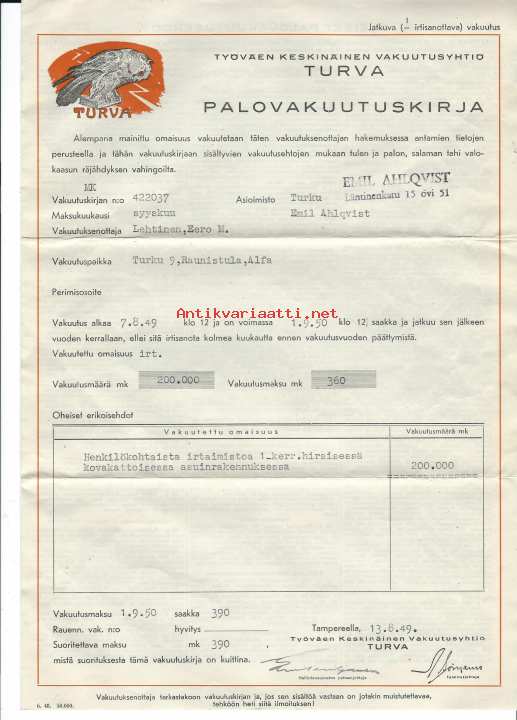 Jatkuva (1/— irtisanottava) vakuutus
TURVA
TYÖVÄEN KESKINÄINEN VAKUUTUSYHTIÖ
TURVA
PALOVAKUUTUSKIRJA
Alempana mainittu omaisuus vakuutetaan täten vakuutuksenottajan hakemuksessa antamien tietojen
perusteella ja tähän vakuutuskirjaan sisältyvien vakuutusehtojen mukaan tulen ja palon, salaman tahi valo-
kaasun räjähdyksen vahingoilta.
EMIL AHLQVIST
Läntinenkatu 15 ovi 51
MK
Vakuutuskirjan n:o 422037 Asioimisto Turku
Maksukuukausi syyskuu Emil Ahlqvist
Vakuutuksenottaja Lehtinen, Eero M.
Vakuutuspaikka Turku 9, Raunistula, Alfa
Perimisosoite
Antikvariaatti.net
Vakuutus alkaa 7.8.49 klo 12 ja on voimassa 1.9.50 klo 12 saakka ja jatkuu sen jälkeen
vuoden kerrallaan, ellei sitä irtisanota kolmea kuukautta ennen vakuutusvuoden päättymistä.
Vakuutettu omaisuus irt.
Vakuutusmäärä mk 200.000 Vakuutusmaksu mk 360
Oheiset erikoisehdot
Vakuutettu omaisuus Vakuutusmäärä mk
Henkilökohtaista irtaimistoa 1-kerr.hirsisessä
kovakattoisessa asuinrakennuksessa 200.000
Vakuutusmaksu 1.9.50 saakka 390
Rauenn. vak. n:o hyvitys
Tampereella, 13.8.49.
Suoritettava maksu mk 390
Työväen Keskinäinen Vakuutusyhtiö
TURVA
mistä suorituksesta tämä vakuutuskirja on kuittina.
Vakuutuksenottaja tarkastakoon vakuutuskirjan ja, jos sen sisältöä vastaan on jotakin muistutettavaa,
tehköön heti siitä ilmoituksen!
6. 48. 50.000.